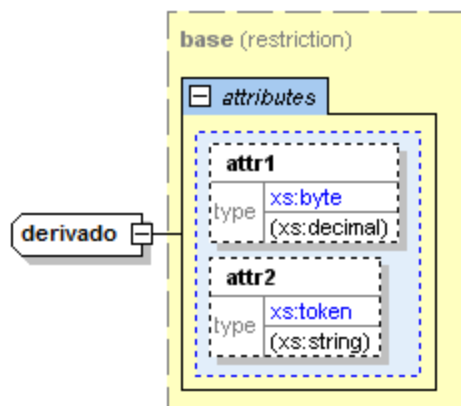 base (restriction)
attributes
attr1
type xs:byte
(xs:decimal)
derivado
attr2
type xs:token
(xs:string)